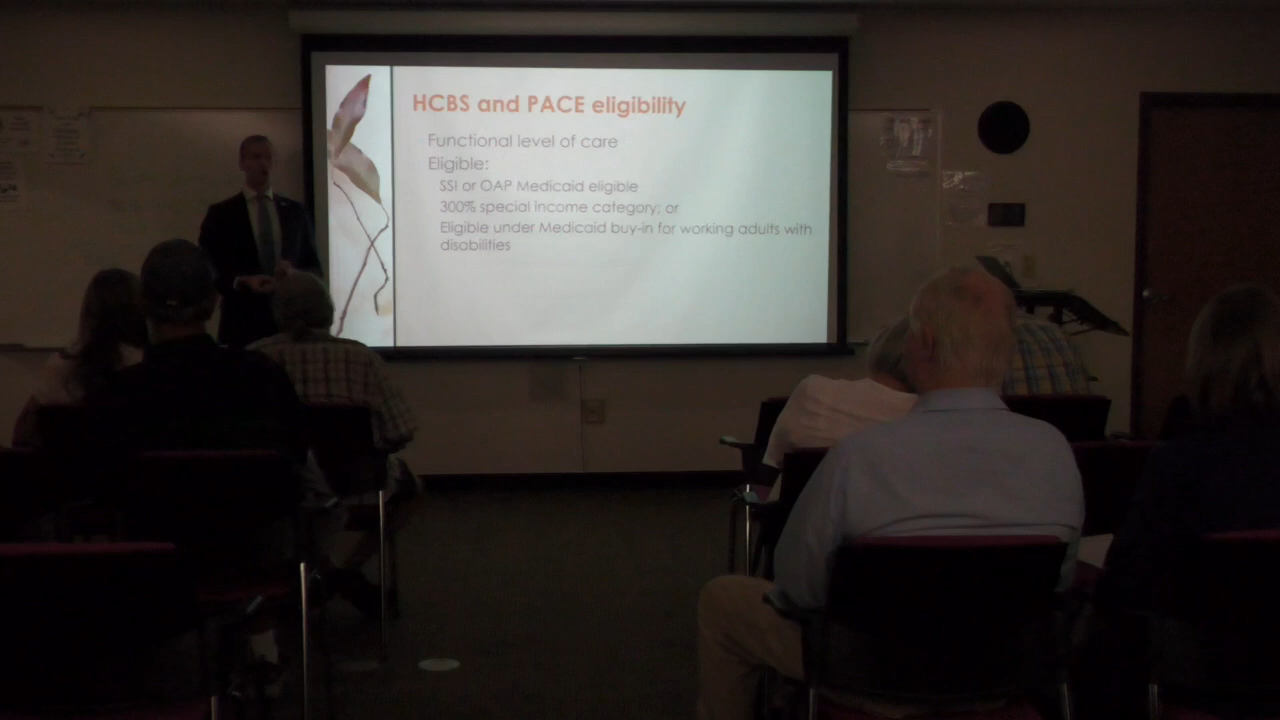 HCBS and PACE eligibility
Functional level of care
Eligible:
SSI or OAP Medicaid eligible
300% special income category; or
Eligible under Medicaid buy-in for working adults with
disabilities